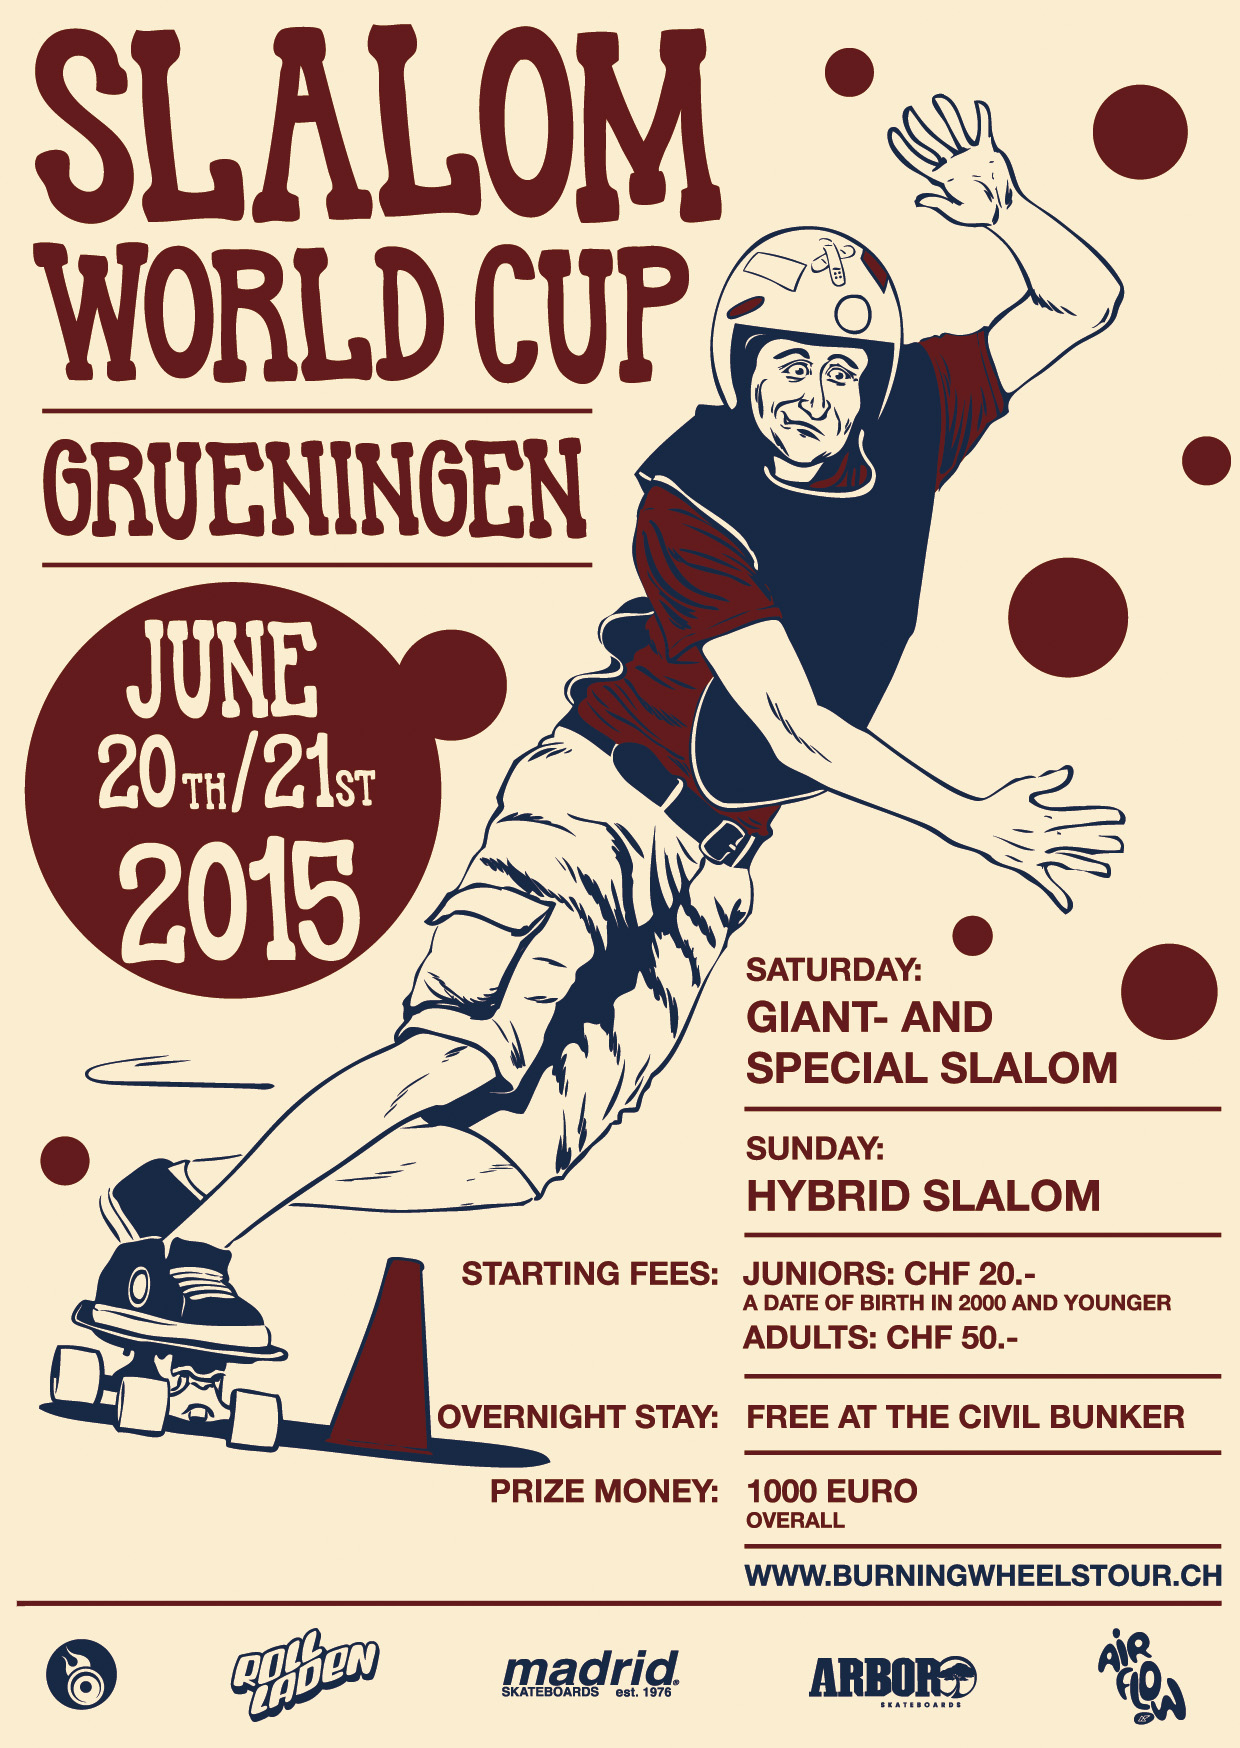 SLALOM
WORLD CUP
GRUENINGEN
JUNE
20TH/21ST
2015
SATURDAY:
GIANT- AND
SPECIAL SLALOM
SUNDAY:
HYBRID SLALOM
STARTING FEES: JUNIORS: CHF 20.-
A DATE OF BIRTH IN 2000 AND YOUNGER
ADULTS: CHF 50.-
OVERNIGHT STAY: FREE AT THE CIVIL BUNKER
PRIZE MONEY: 1000 EURO
OVERALL
WWW.BURNINGWHEELSTOUR.CH
ROLL
LADEN
madrid®
SKATEBOARDS est. 1976
ARBOR
SKATEBOARDS
AIR
FLOW